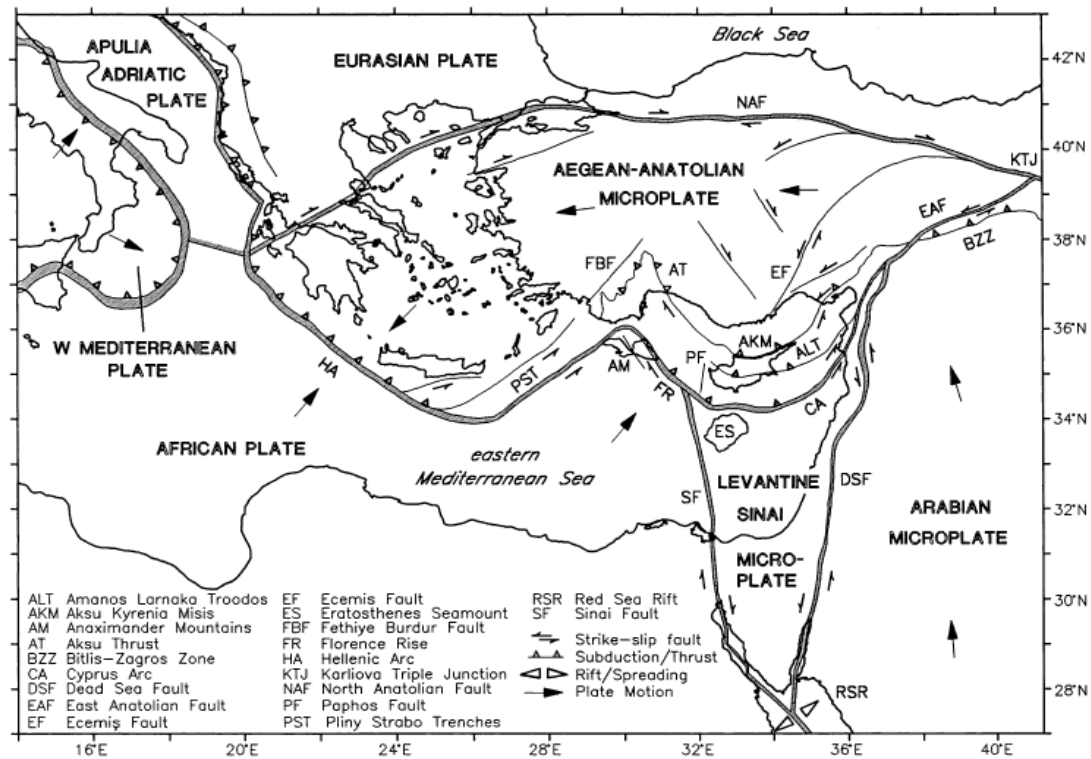 Black Sea
APULIA
ADRIATIC
PLATE
EURASIAN PLATE
NAF
KTJ
AEGEAN-ANATOLIAN
MICROPLATE
EAF
BZZ
FBF
AT
EF
W MEDITERRANEAN
PLATE
AKM
ALT
PF
AM
FR
HA
PST
CA
ES
AFRICAN PLATE
eastern
Mediterranean Sea
LEVANTINE
SINAI
MICRO-
PLATE
SF
DSF
ARABIAN
MICROPLATE
RSR
ALT Amanos Larnaka Troodos
AKM Aksu Kyrenia Misis
AM Anaximander Mountains
AT Aksu Thrust
BZZ Bitlis-Zagros Zone
CA Cyprus Arc
DSF Dead Sea Fault
EAF East Anatolian Fault
EF Ecemiş Fault
EF Ecemis Fault
ES Eratosthenes Seamount
FBF Fethiye Burdur Fault
FR Florence Rise
HA Hellenic Arc
KTJ Karliova Triple Junction
NAF North Anatolian Fault
PF Paphos Fault
PST Pliny Strabo Trenches
RSR Red Sea Rift
SF Sinai Fault
Strike-slip fault
Subduction/Thrust
Rift/Spreading
Plate Motion
42°N
40°N
38°N
36°N
34°N
32°N
30°N
28°N
16°E
20°E
24°E
28°E
32°E
36°E
40°E